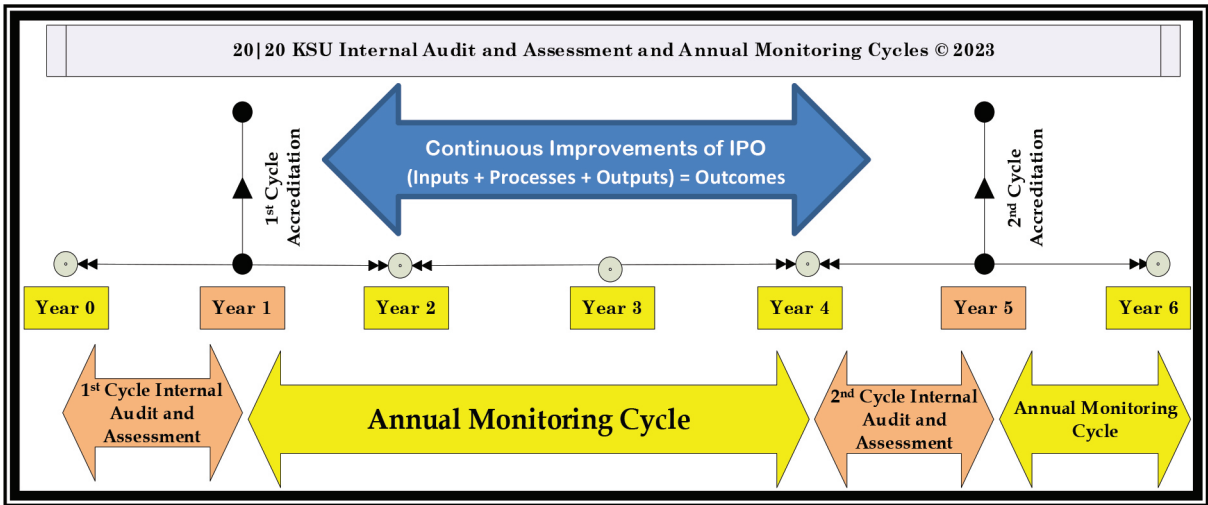 20|20 KSU Internal Audit and Assessment and Annual Monitoring Cycles © 2023
Continuous Improvements of IPO
(Inputs + Processes + Outputs) = Outcomes
1st Cycle
Accreditation
2nd Cycle
Accreditation
Year 0
Year 1
Year 2
Year 3
Year 4
Year 5
Year 6
1st Cycle Internal
Audit and
Assessment
Annual Monitoring Cycle
2nd Cycle Internal
Audit and
Assessment
Annual Monitoring
Cycle